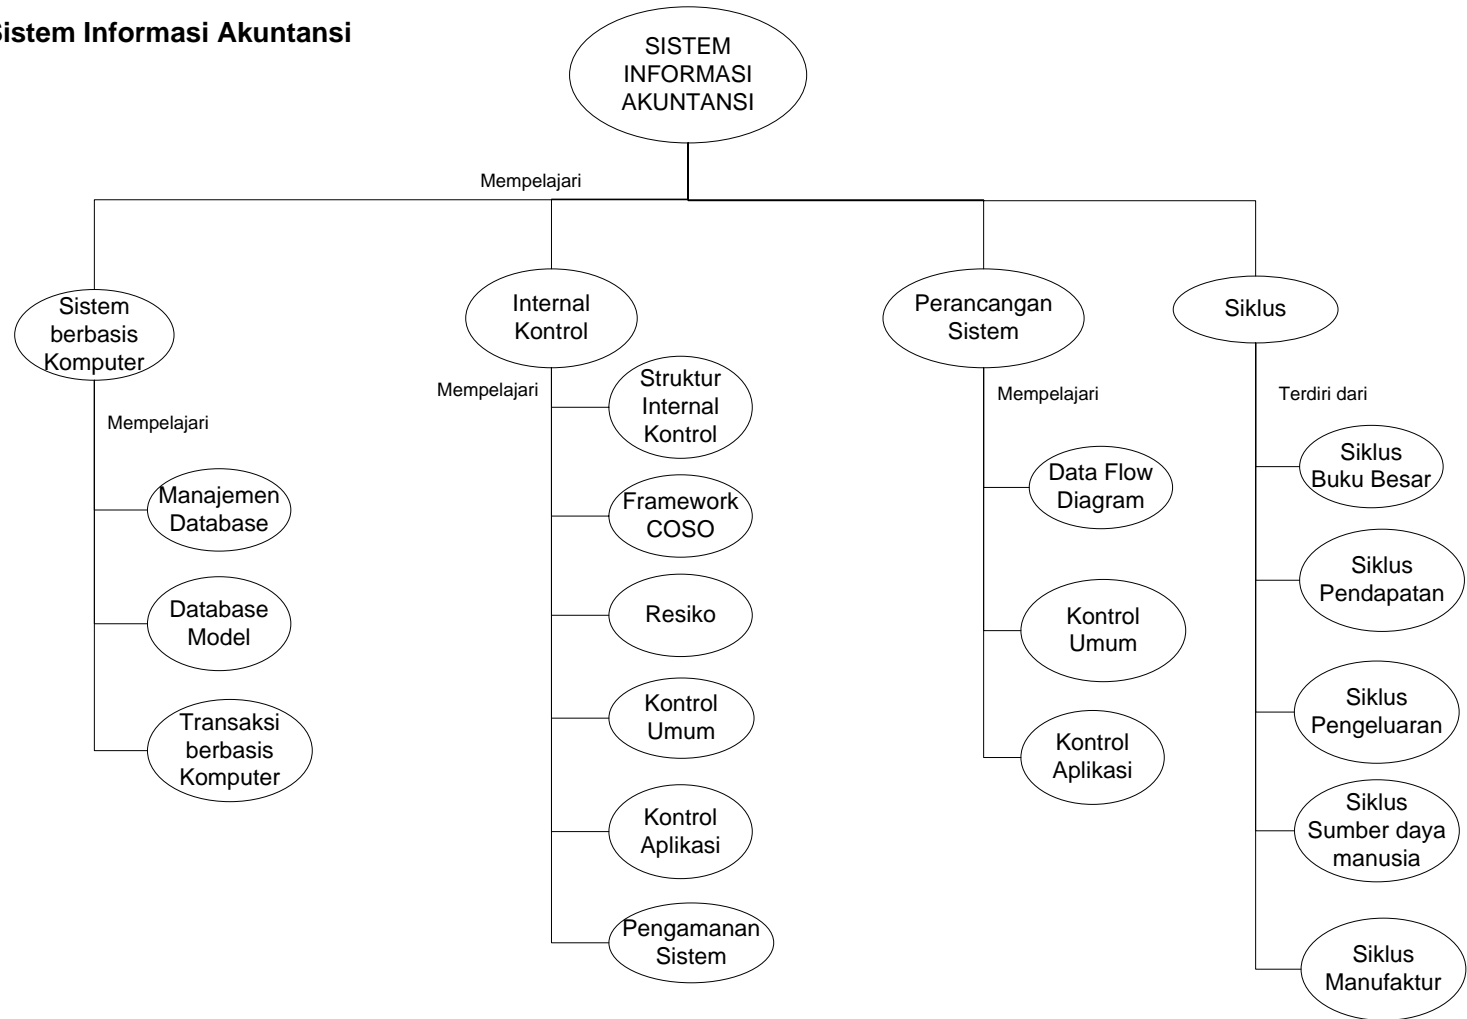 Sistem Informasi Akuntansi
SISTEM
INFORMASI
AKUNTANSI
Mempelajari
Sistem
berbasis
Komputer
Mempelajari
Manajemen
Database
Database
Model
Transaksi
berbasis
Komputer
Internal
Kontrol
Mempelajari
Struktur
Internal
Kontrol
Framework
COSO
Resiko
Kontrol
Umum
Kontrol
Aplikasi
Pengamanan
Sistem
Perancangan
Sistem
Mempelajari
Data Flow
Diagram
Kontrol
Umum
Kontrol
Aplikasi
Siklus
Terdiri dari
Siklus
Buku Besar
Siklus
Pendapatan
Siklus
Pengeluaran
Siklus
Sumber daya
manusia
Siklus
Manufaktur